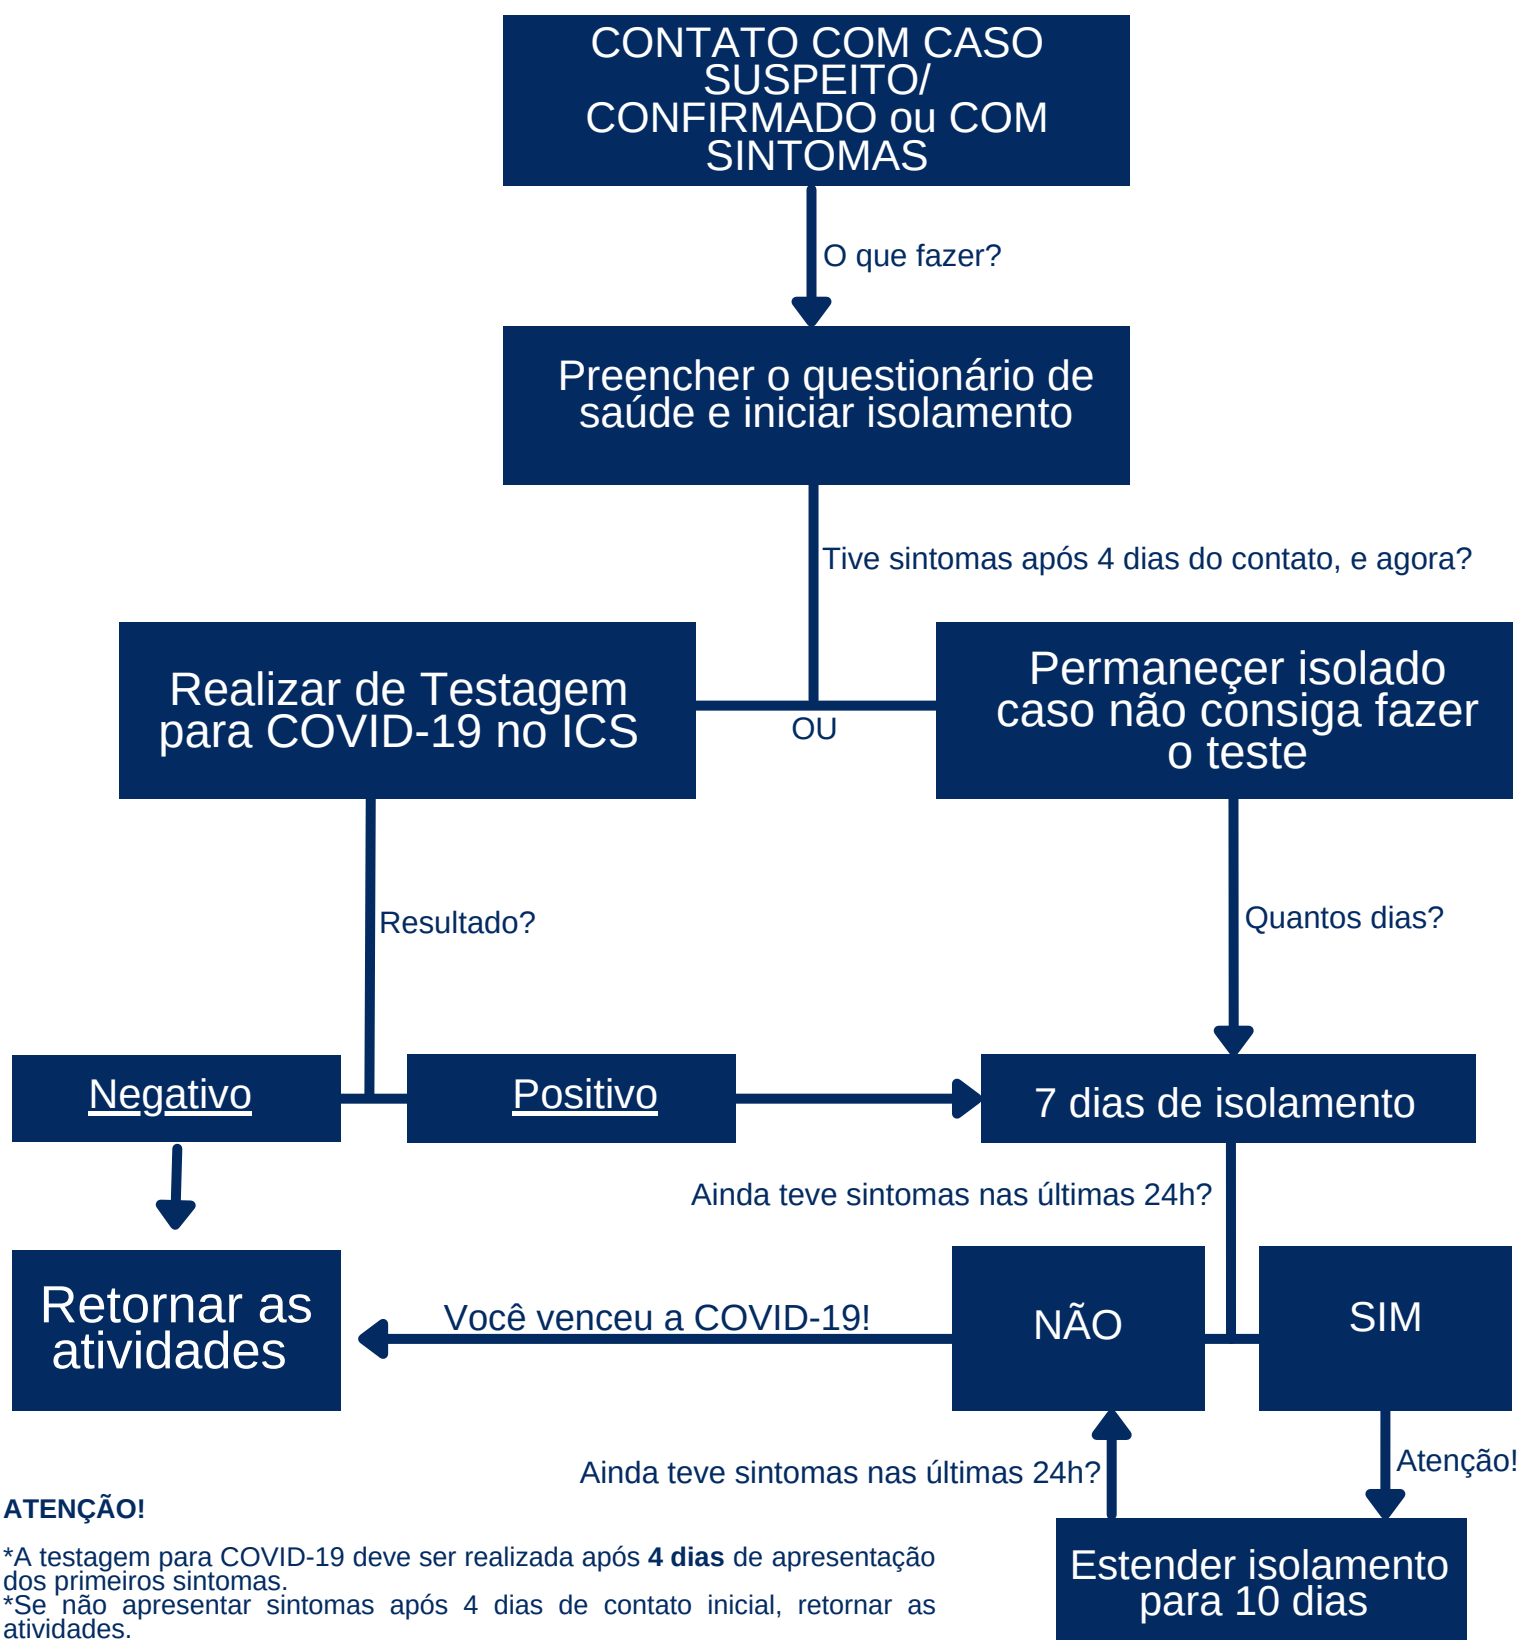 CONTATO COM CASO
SUSPEITO/
CONFIRMADO ou COM
SINTOMAS
O que fazer?
Preencher o questionário de
saúde e iniciar isolamento
Tive sintomas após 4 dias do contato, e agora?
Realizar de Testagem
para COVID-19 no ICS
OU
Permaneçer isolado
caso não consiga fazer
o teste
Resultado?
Quantos dias?
Negativo
Positivo
7 dias de isolamento
Ainda teve sintomas nas últimas 24h?
Retornar as
atividades
Você venceu a COVID-19!
NÃO
SIM
Ainda teve sintomas nas últimas 24h?
Atenção!
Estender isolamento
para 10 dias
ATENÇÃO!
*A testagem para COVID-19 deve ser realizada após 4 dias de apresentação
dos primeiros sintomas.
*Se não apresentar sintomas após 4 dias de contato inicial, retornar as
atividades.